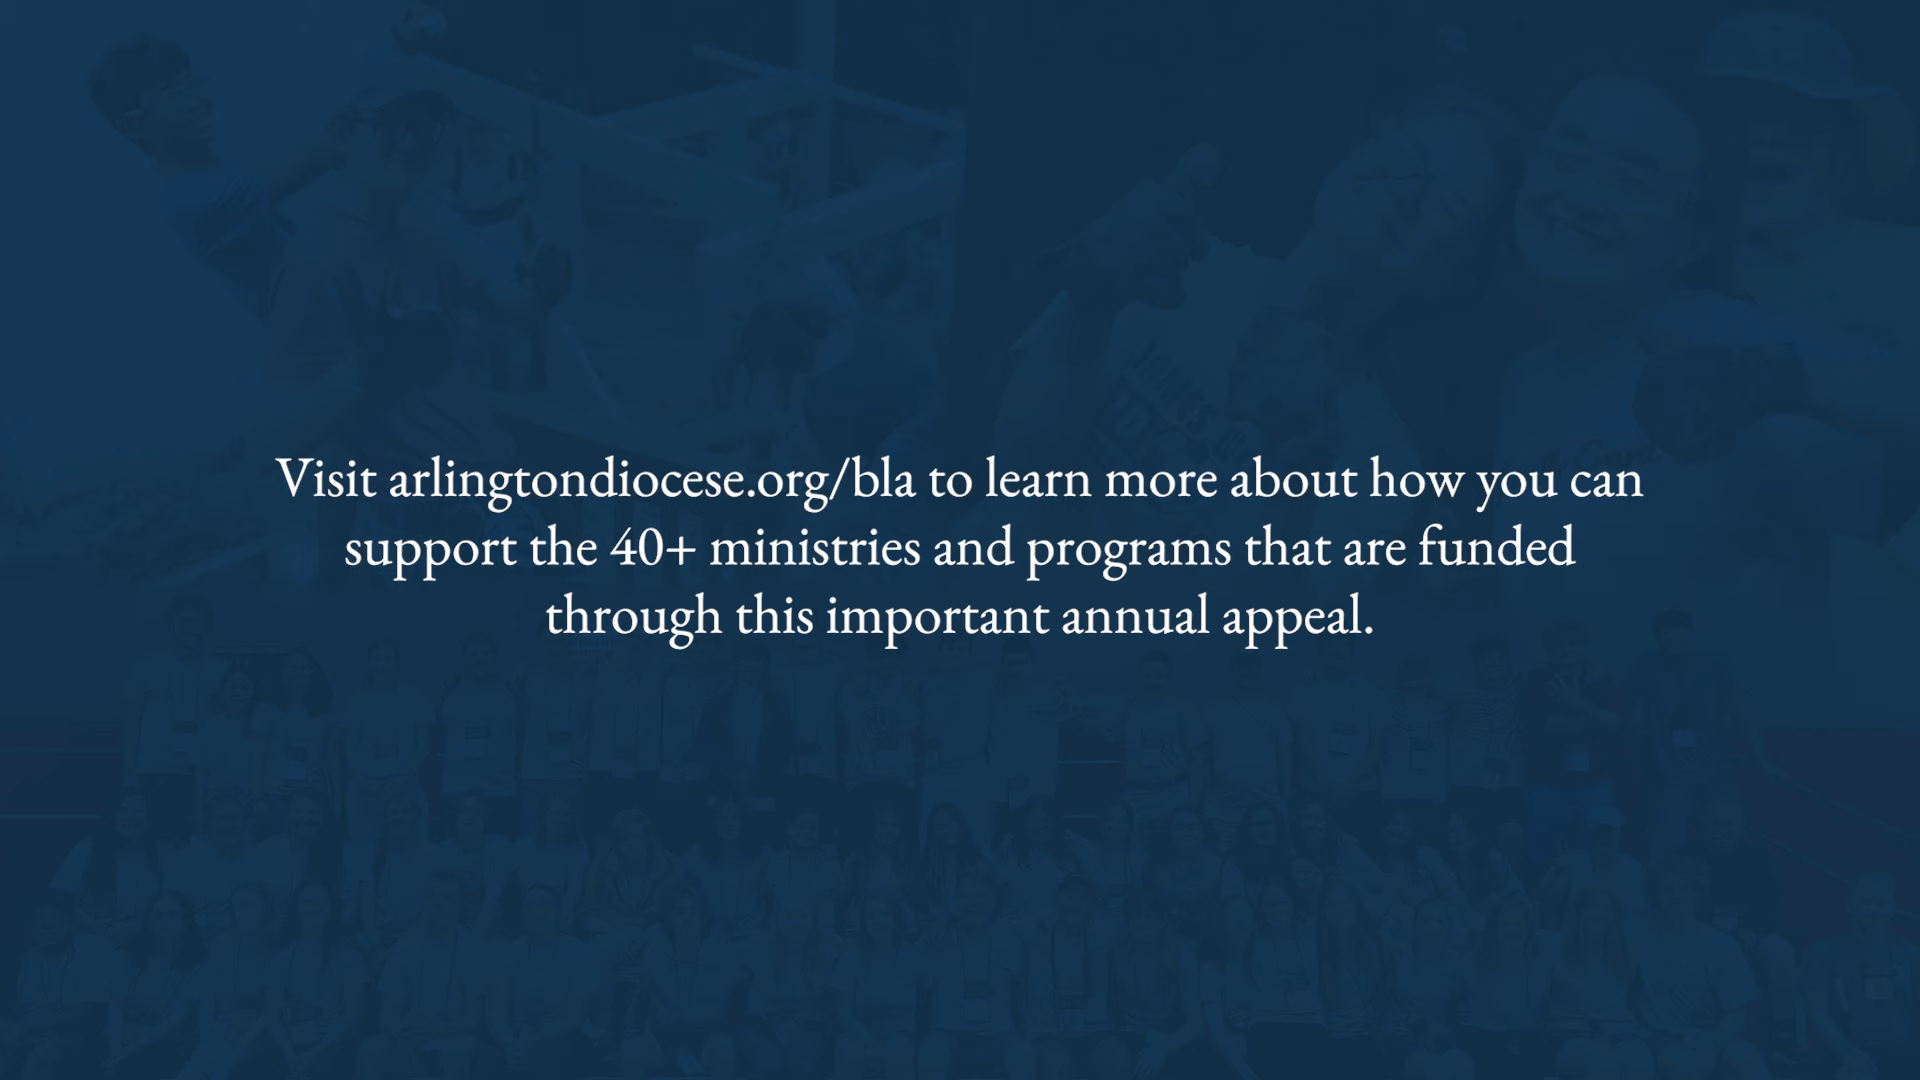 Visit arlingtondiocese.org/bla to learn more about how you can
support the 40+ ministries and programs that are funded
through this important annual appeal.